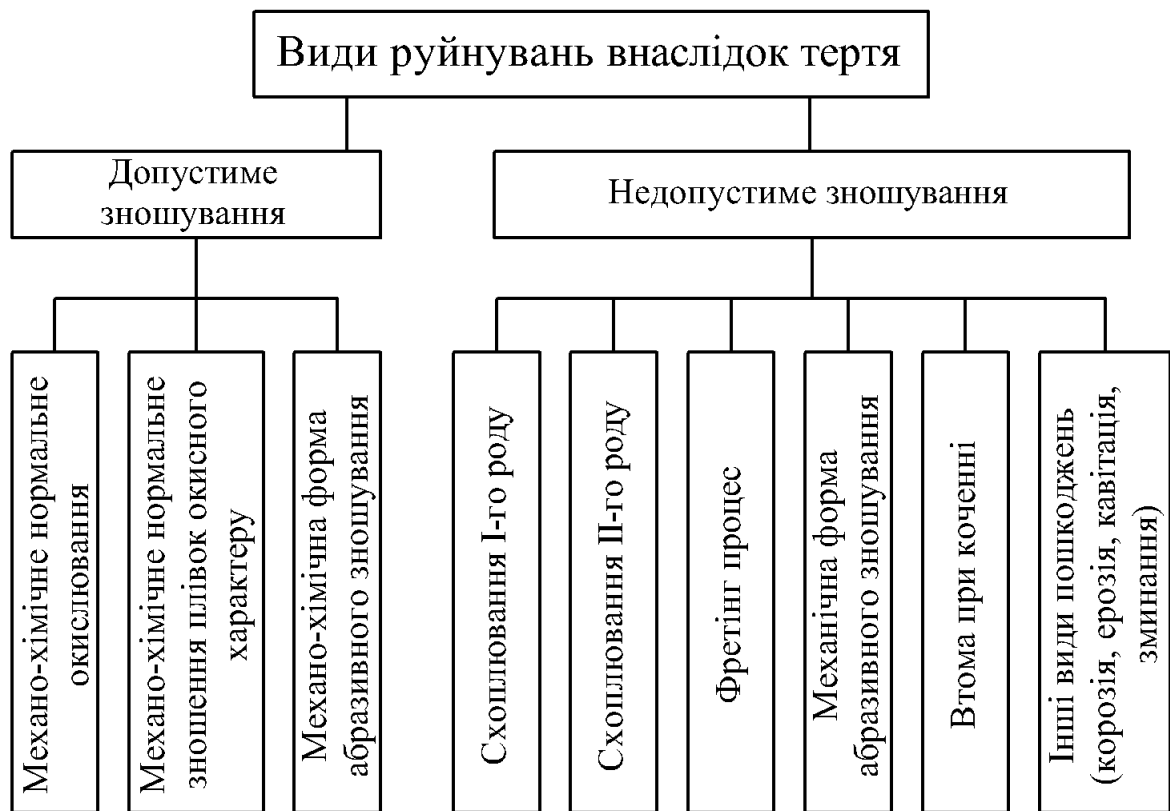 Види руйнувань внаслідок тертя
Допустиме
зношування
Недопустиме зношування
Механо-хімічне нормальне
окислювання
Механо-хімічне нормальне
зношення плівок окисного
характеру
Механо-хімічна форма
абразивного зношування
Схоплювання І-го роду
Схоплювання ІІ-го роду
Фретінг процес
Механічна форма
абразивного зношування
Втома при коченні
Інші види пошкоджень
(корозія, ерозія, кавітація,
зминання)